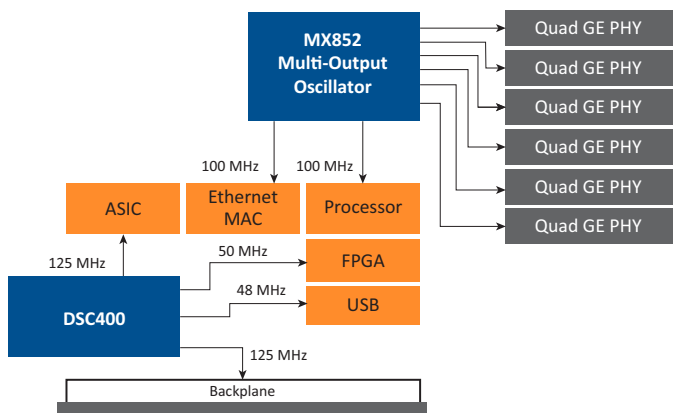 MX852
Multi-Output
Oscillator
Quad GE PHY
Quad GE PHY
Quad GE PHY
Quad GE PHY
Quad GE PHY
Quad GE PHY
100 MHz
100 MHz
ASIC
Ethernet
MAC
Processor
125 MHz
50 MHz
FPGA
48 MHz
USB
DSC400
125 MHz
Backplane